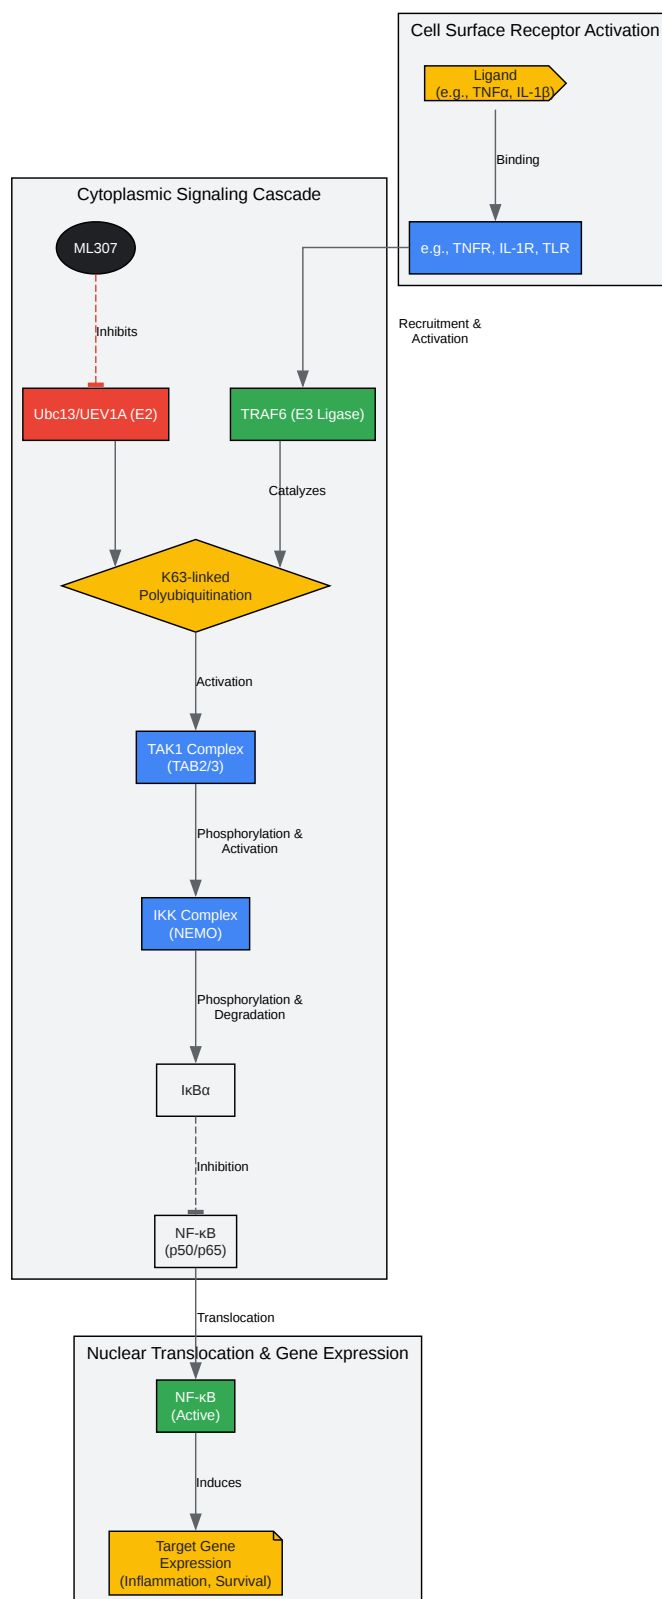 Cell Surface Receptor Activation
Ligand
(e.g., TNFα, IL-1β)
Binding
Cytoplasmic Signaling Cascade
ML307
e.g., TNFR, IL-1R, TLR
Inhibits
Recruitment &
Activation
Ubc13/UEV1A (E2)
TRAF6 (E3 Ligase)
Catalyzes
K63-linked
Polyubiquitination
Activation
TAK1 Complex
(TAB2/3)
Phosphorylation &
Activation
IKK Complex
(NEMO)
Phosphorylation &
Degradation
IκBα
Inhibition
NF-κB
(p50/p65)
Translocation
Nuclear Translocation & Gene Expression
NF-κB
(Active)
Induces
Target Gene
Expression
(Inflammation, Survival)